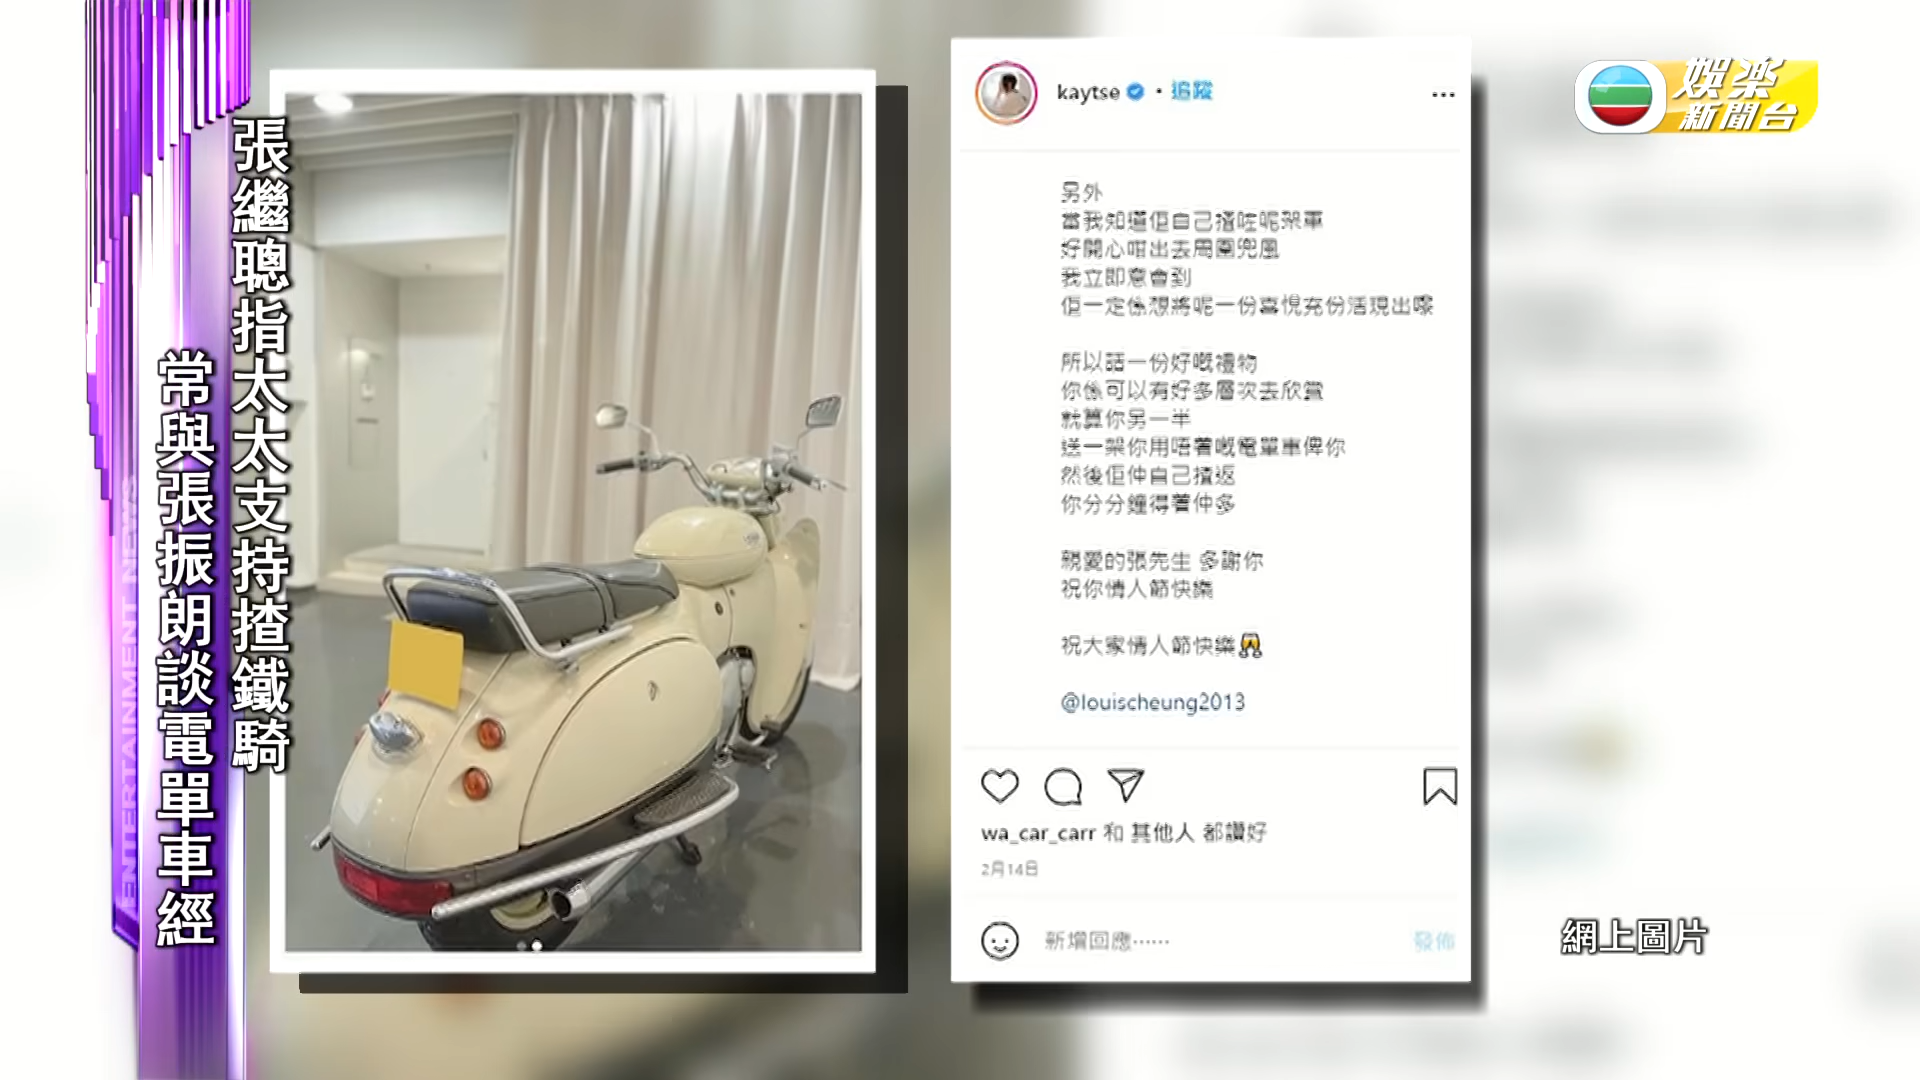 張繼聰指太太支持揸鐵騎
常與張振朗談電單車經
ENTERTAINMENT NEWS
娛樂
新聞台
kaytse • 追蹤
另外
當我知道佢自己揸咗呢架車
好開心咁出去周圍兜風
我立即意會到
佢一定係想將呢一份喜悅充份活現出嚟
所以話一份好嘅禮物
你係可以有好多層次去欣賞
就算你另一半
送一架你用唔着嘅電單車俾你
然後佢仲自己揸返
你分分鐘得着仲多
親愛的張先生 多謝你
祝你情人節快樂
祝大家情人節快樂🥂
@louischeung2013
wa_car_carr 和 其他人 都讚好
2月14日
新增回應……
發佈
網上圖片